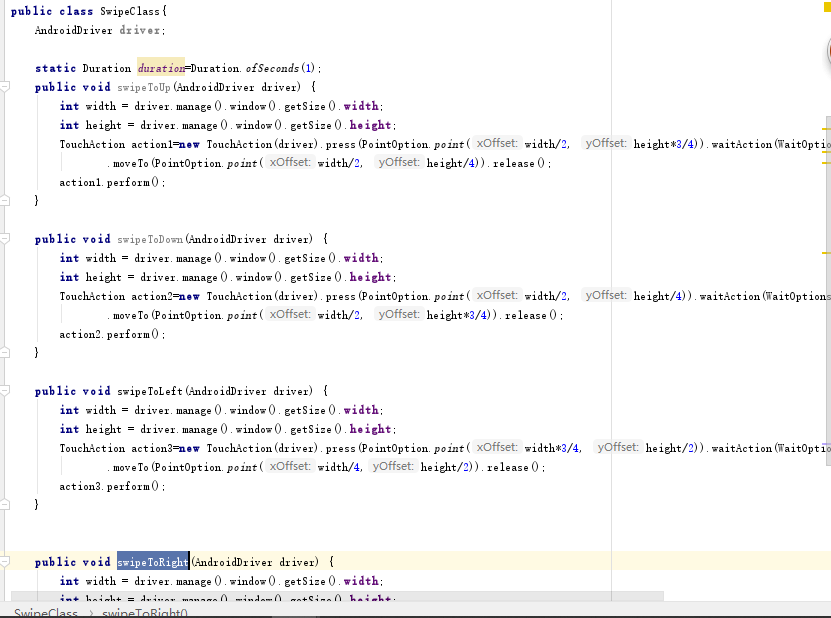 public class SwipeClass{
AndroidDriver driver;
static Duration duration=Duration.ofSeconds(1);
public void swipeToUp(AndroidDriver driver) {
int width = driver.manage().window().getSize().width;
int height = driver.manage().window().getSize().height;
TouchAction action1=new TouchAction(driver).press(PointOption.point( xOffset: width/2, yOffset: height*3/4)).waitAction(WaitOptio
.moveTo(PointOption.point( xOffset: width/2, yOffset: height/4)).release();
action1.perform();
}
public void swipeToDown(AndroidDriver driver) {
int width = driver.manage().window().getSize().width;
int height = driver.manage().window().getSize().height;
TouchAction action2=new TouchAction(driver).press(PointOption.point( xOffset: width/2, yOffset: height/4)).waitAction(WaitOptions
.moveTo(PointOption.point( xOffset: width/2, yOffset: height*3/4)).release();
action2.perform();
}
public void swipeToLeft(AndroidDriver driver) {
int width = driver.manage().window().getSize().width;
int height = driver.manage().window().getSize().height;
TouchAction action3=new TouchAction(driver).press(PointOption.point( xOffset: width*3/4, yOffset: height/2)).waitAction(WaitOptio
.moveTo(PointOption.point( xOffset: width/4, yOffset: height/2)).release();
action3.perform();
}
public void swipeToRight(AndroidDriver driver) {
int width = driver.manage().window().getSize().width;
int height = driver.manage().window().getSize().height;
SwipeClass > swipeToRight()